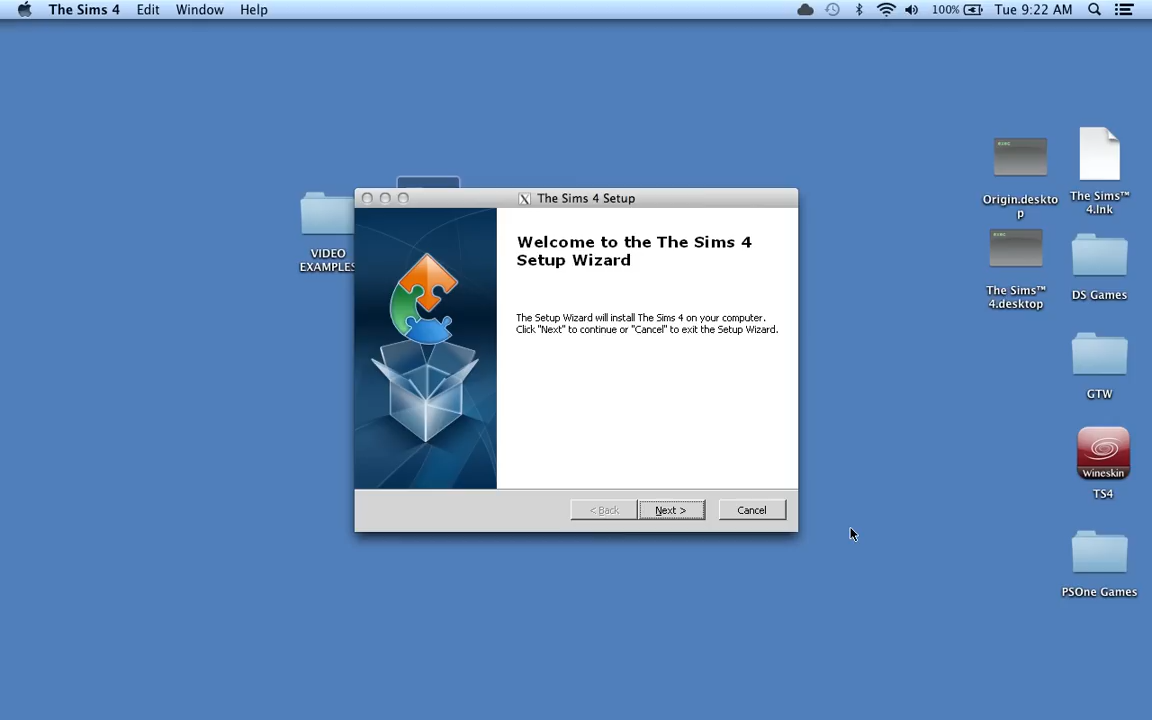 The Sims 4 Edit Window Help 100% Tue 9:22 AM
VIDEO
EXAMPLES
The Sims 4 Setup
Welcome to the The Sims 4
Setup Wizard
The Setup Wizard will install The Sims 4 on your computer.
Click "Next" to continue or "Cancel" to exit the Setup Wizard.
< Back
Next >
Cancel
EXEC
Origin.deskto
p
The Sims™
4.lnk
EXEC
The Sims™
4.desktop
DS Games
GTW
Wineskin
TS4
PSOne Games